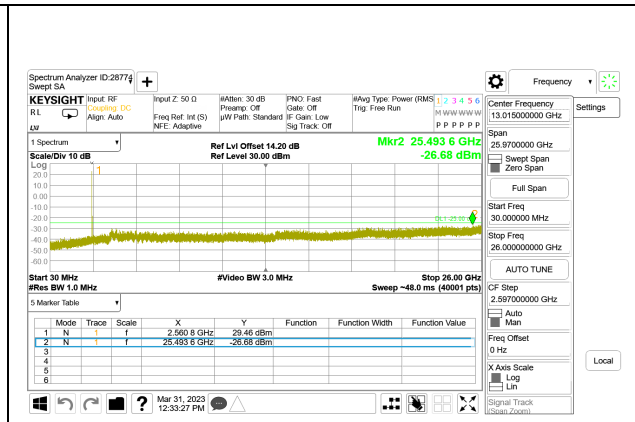 Spectrum Analyzer ID:28774
Swept SA
Frequency
KEYSIGHT
R L
LXI
Input: RF
Coupling: DC
Align: Auto
Input Z: 50 Ω
Freq Ref: Int (S)
NFE: Adaptive
#Atten: 30 dB
Preamp: Off
µW Path: Standard
PNO: Fast
Gate: Off
IF Gain: Low
Sig Track: Off
#Avg Type: Power (RMS
Trig: Free Run
1 2 3 4 5 6
M W W W W W
P P P P P P
Center Frequency
13.015000000 GHz
Settings
1 Spectrum
Scale/Div 10 dB
Ref Lvl Offset 14.20 dB
Ref Level 30.00 dBm
Mkr2 25.493 6 GHz
-26.68 dBm
Log
20.0
10.0
0.00
-10.0
-20.0
-30.0
-40.0
-50.0
-60.0
1
Start 30 MHz
#Res BW 1.0 MHz
#Video BW 3.0 MHz
Stop 26.00 GHz
Sweep ~48.0 ms (40001 pts)
Span
25.9700000 GHz
Swept Span
Zero Span
Full Span
Start Freq
30.000000 MHz
Stop Freq
26.000000000 GHz
AUTO TUNE
CF Step
2.597000000 GHz
Auto
Man
Freq Offset
0 Hz
X Axis Scale
Log
Lin
Signal Track
(Span Zoom)
Local
5 Marker Table
Mode Trace Scale X Y Function Function Width Function Value
1 N 1 f 2.560 8 GHz 29.46 dBm
2 N 1 f 25.493 6 GHz -26.68 dBm
3
4
5
6
?
Mar 31, 2023
12:33:27 PM